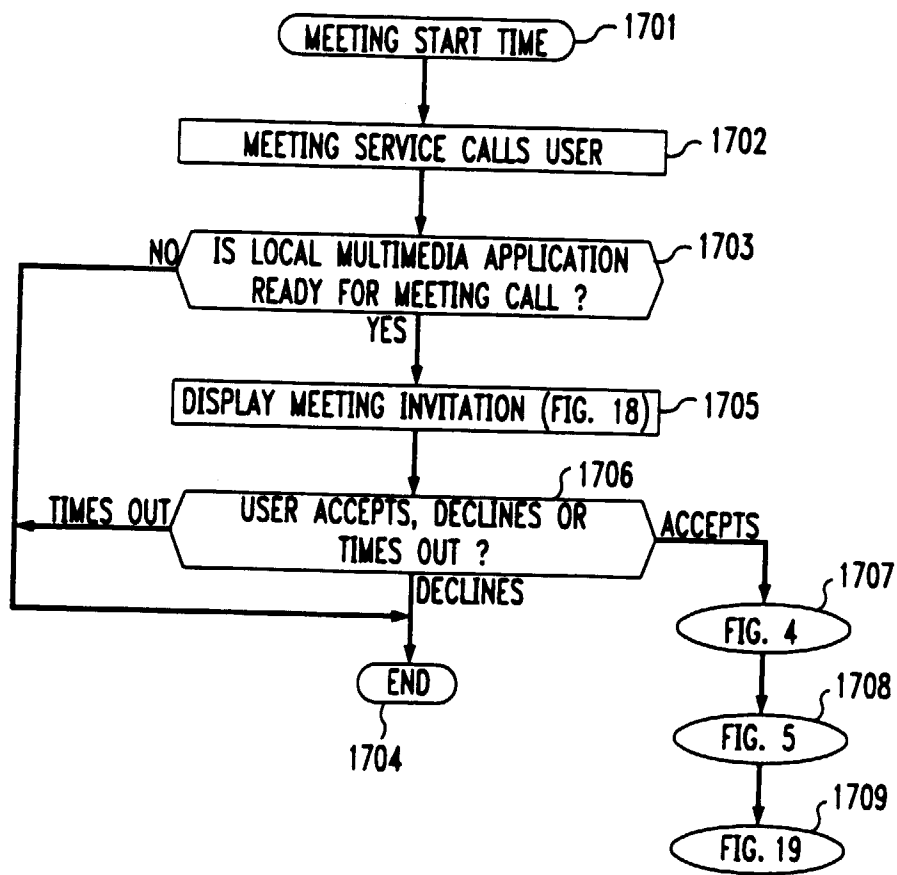 MEETING START TIME
1701
MEETING SERVICE CALLS USER
1702
NO
IS LOCAL MULTIMEDIA APPLICATION
READY FOR MEETING CALL ?
1703
YES
DISPLAY MEETING INVITATION (FIG. 18)
1705
1706
TIMES OUT
USER ACCEPTS, DECLINES OR
TIMES OUT ?
ACCEPTS
DECLINES
1707
FIG. 4
END
1704
1708
FIG. 5
1709
FIG. 19